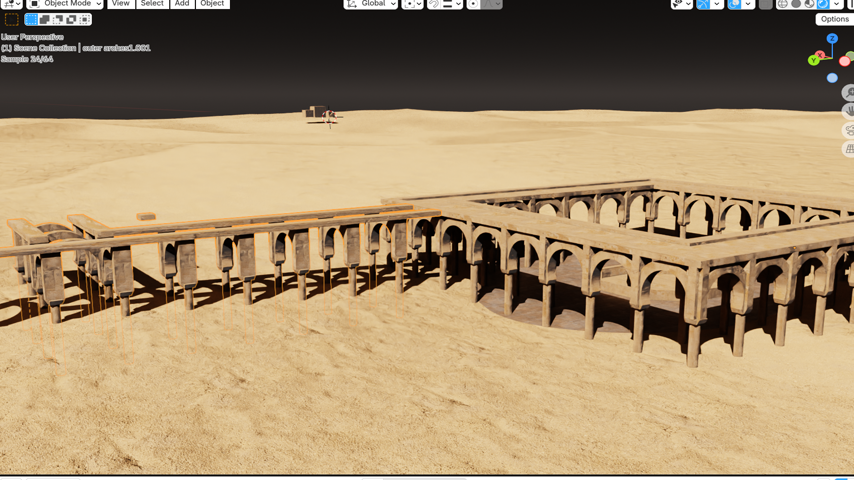 Object Mode View Select Add Object Global
Options
User Perspective
(1) Scene Collection | outer arches1.001
Sample 24/64
Z
Y
X